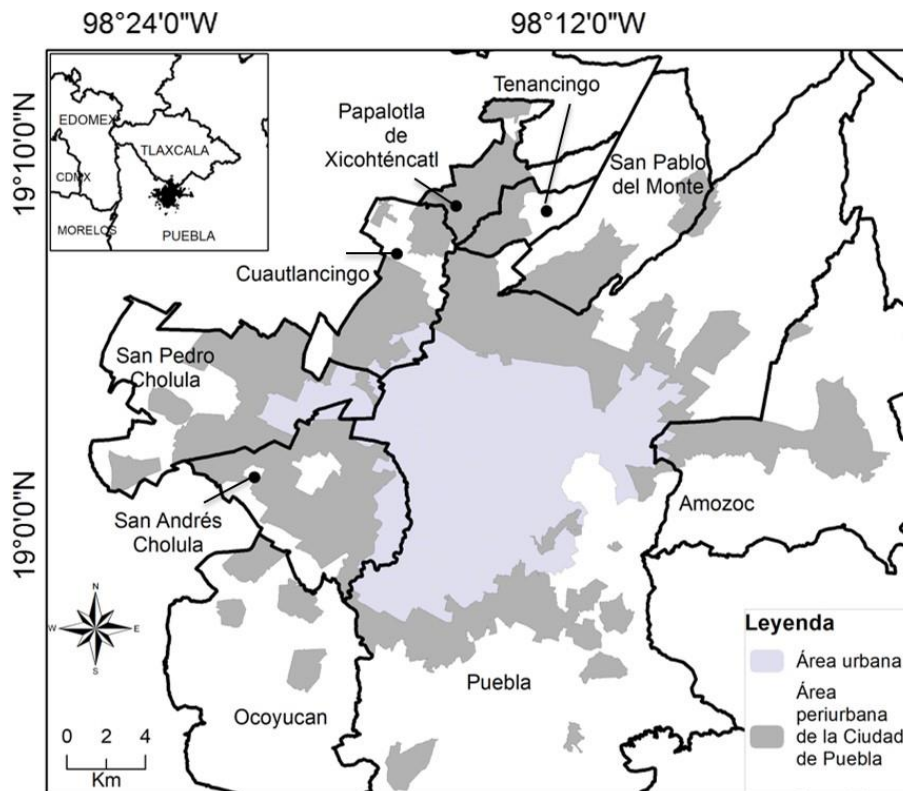 98°24'0"W
98°12'0"W
19°10'0"N
19°0'0"N
EDOMEX
TLAXCALA
CDMX
MORELOS
PUEBLA
Tenancingo
Papalotla
de
Xicohténcatl
San Pablo
del Monte
Cuautlancingo
San Pedro
Cholula
San Andrés
Cholula
Amozoc
Puebla
Ocoyucan
N
W
E
S
0 2 4
Km
Leyenda
Área urbana
Área
periurbana
de la Ciudad
de Puebla